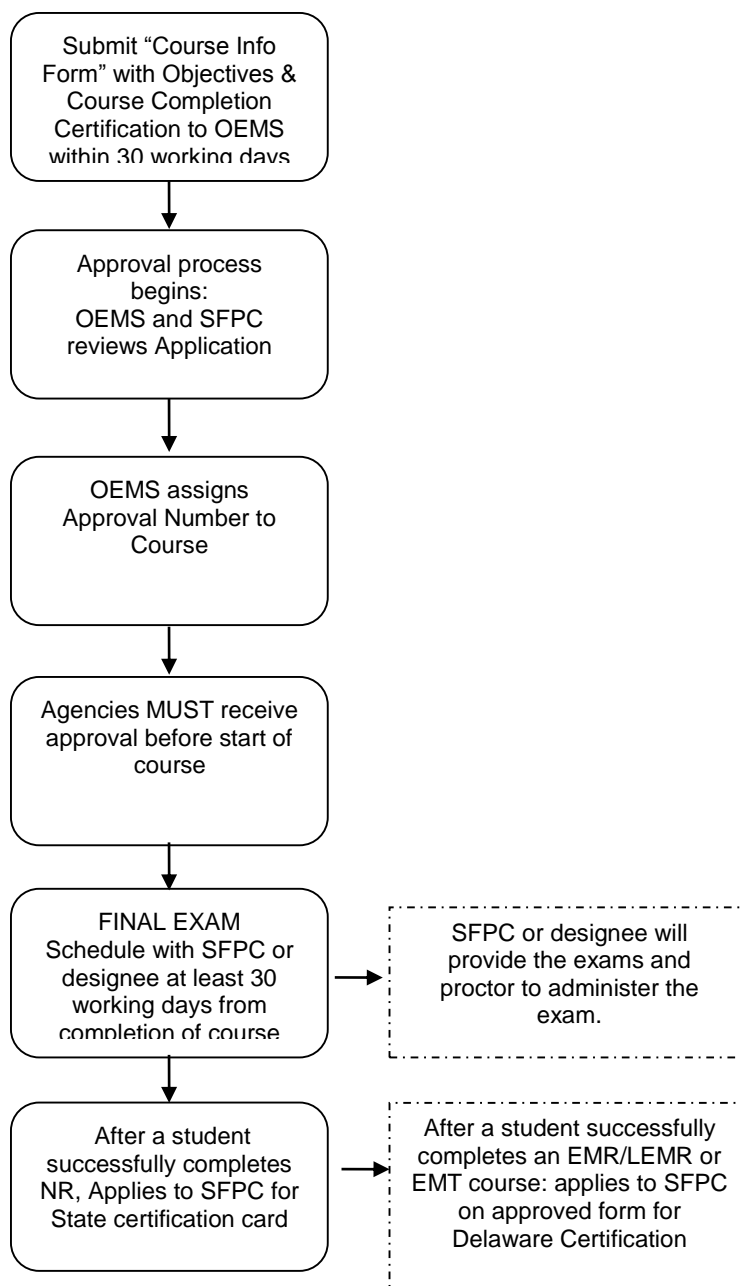 Submit “Course Info
Form” with Objectives &
Course Completion
Certification to OEMS
within 30 working days
Approval process
begins:
OEMS and SFPC
reviews Application
OEMS assigns
Approval Number to
Course
Agencies MUST receive
approval before start of
course
FINAL EXAM
Schedule with SFPC or
designee at least 30
working days from
completion of course
SFPC or designee will
provide the exams and
proctor to administer the
exam.
After a student
successfully completes
NR, Applies to SFPC for
State certification card
After a student successfully
completes an EMR/LEMR or
EMT course: applies to SFPC
on approved form for
Delaware Certification